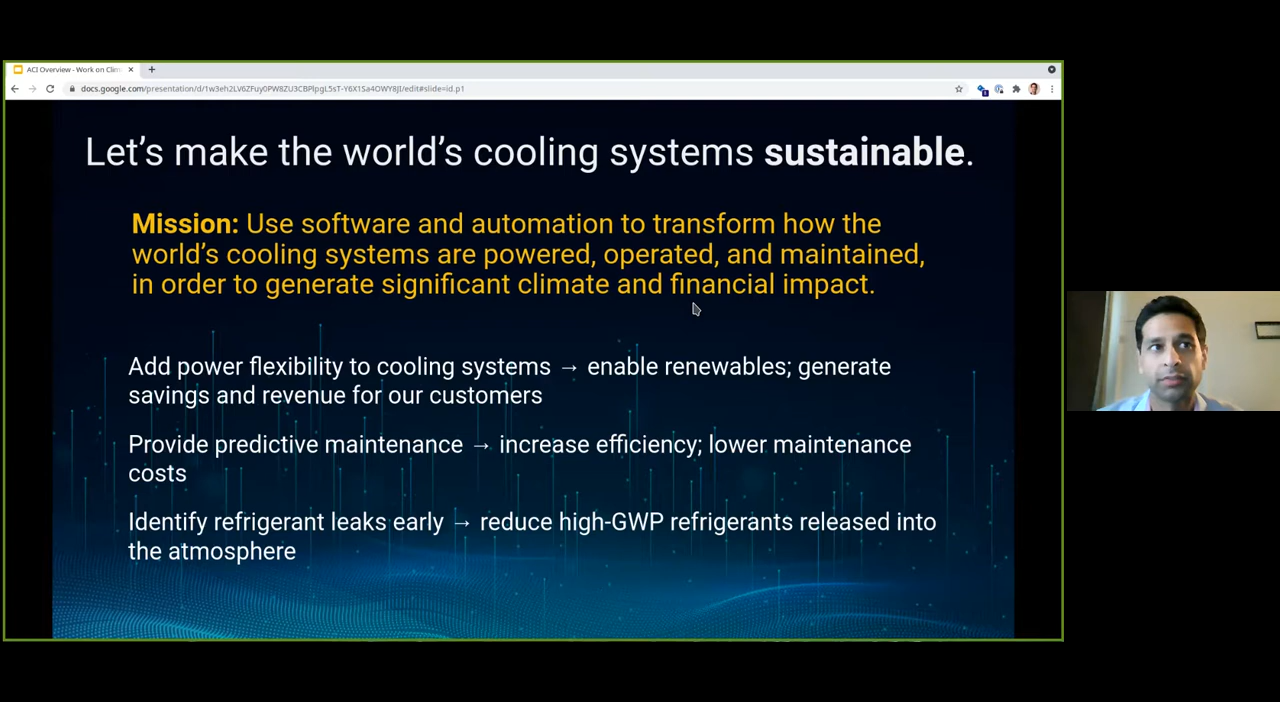 ACI Overview - Work on Clim
docs.google.com/presentation/d/1w3eh2LV6ZFuy0PW8ZU3CBPlpgL5sT-Y6X1Sa4OWY8JI/edit#slide=id.p1
Let’s make the world’s cooling systems sustainable.
Mission: Use software and automation to transform how the
world’s cooling systems are powered, operated, and maintained,
in order to generate significant climate and financial impact.
Add power flexibility to cooling systems → enable renewables; generate
savings and revenue for our customers
Provide predictive maintenance → increase efficiency; lower maintenance
costs
Identify refrigerant leaks early → reduce high-GWP refrigerants released into
the atmosphere